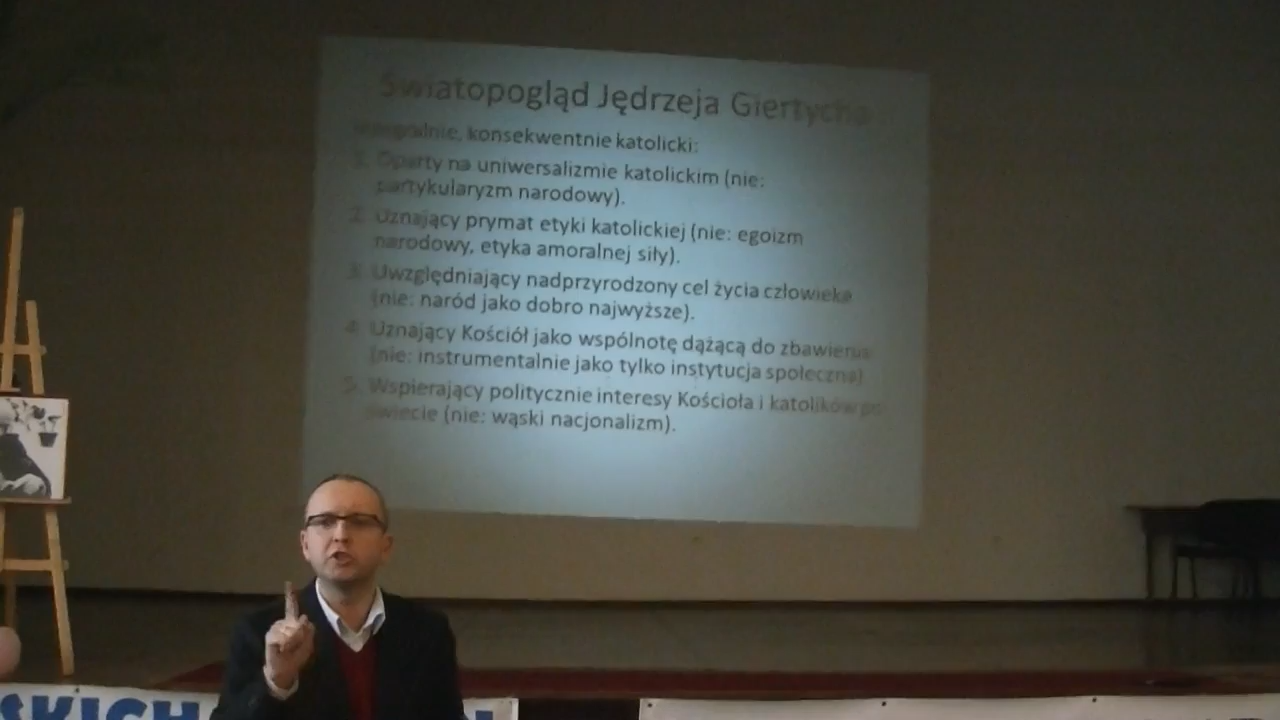 Światopogląd Jędrzeja Giertycha
konsekwentnie katolicki:
1. Oparty na uniwersalizmie katolickim (nie:
partykularyzm narodowy).
2. Uznający prymat etyki katolickiej (nie: egoizm
narodowy, etyka amoralnej siły).
3. Uwzględniający nadprzyrodzony cel życia człowieka
(nie: naród jako dobro najwyższe).
4. Uznający Kościół jako wspólnotę dążącą do zbawienia
(nie: instrumentalnie jako tylko instytucja społeczna)
5. Wspierający politycznie interesy Kościoła i katolików po
świecie (nie: wąski nacjonalizm).
SKICH